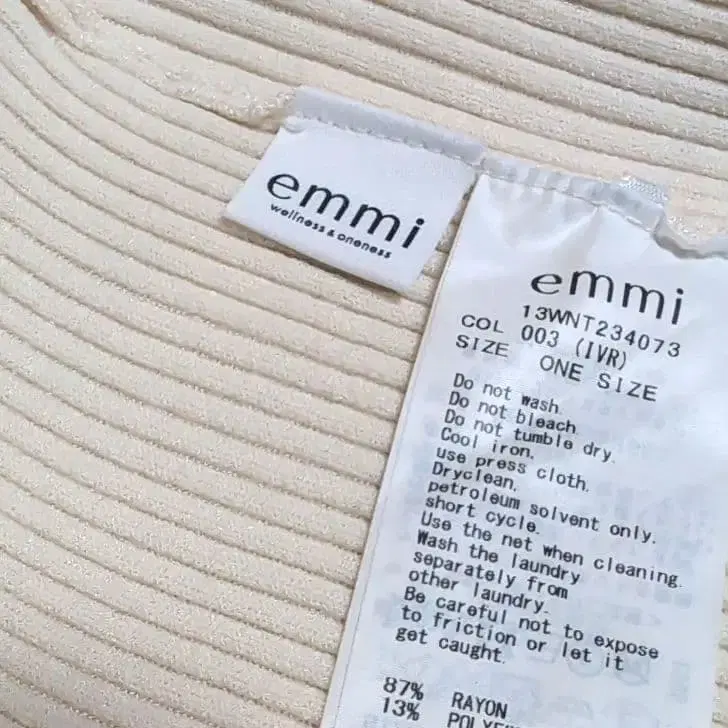 emmi
wellness & oneness
emmi
13WNT234073
COL 003 (IVR)
SIZE ONE SIZE
Do not wash.
Do not bleach.
Do not tumble dry.
Cool iron.
use press cloth.
Dryclean,
petroleum solvent only.
short cycle.
Use the net when cleaning.
Wash the laundry
separately from
other laundry.
Be careful not to expose
to friction or let it
get caught.
87% RAYON
13%